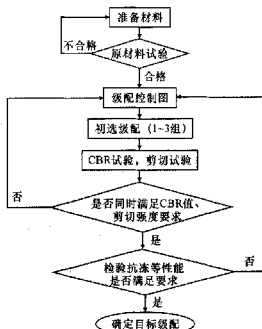 准备材料
不合格
原材料试验
合格
级配控制图
初选级配(1~3组)
CBR试验，剪切试验
否
是否同时满足CBR值、
剪切强度要求
是
检验抗冻等性能
是否满足要求
否
是
确定目标级配